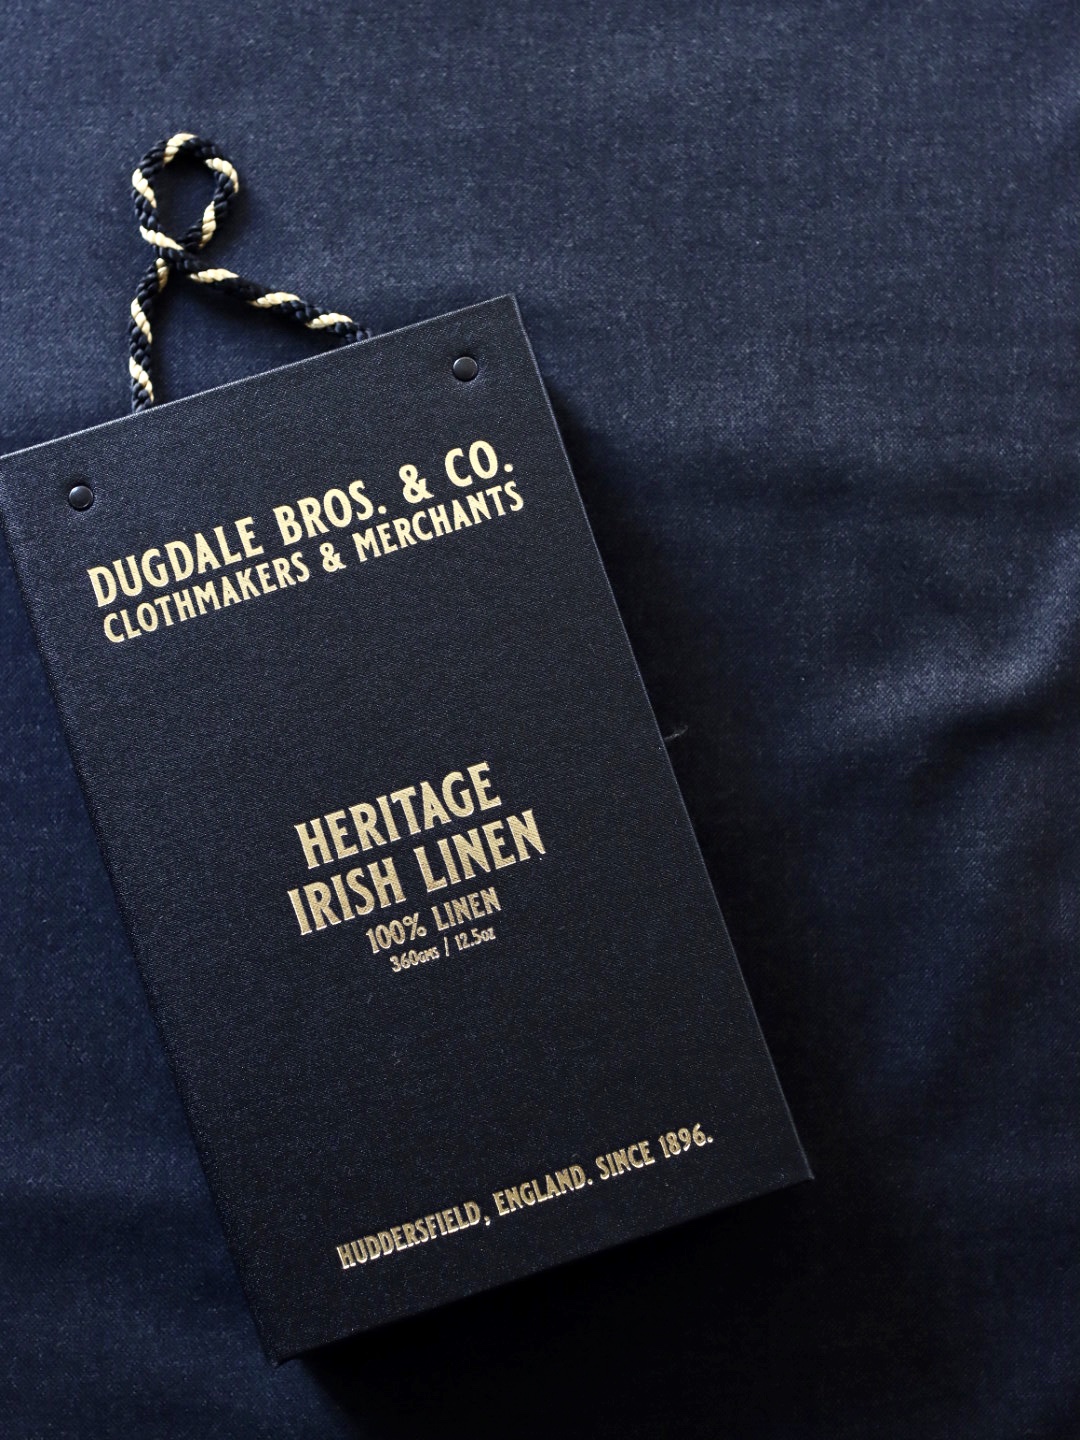 DUGDALE BROS. & CO.
CLOTHMAKERS & MERCHANTS
HERITAGE
IRISH LINEN
100% LINEN
360GMS / 12.5OZ
HUDDERSFIELD, ENGLAND. SINCE 1896.